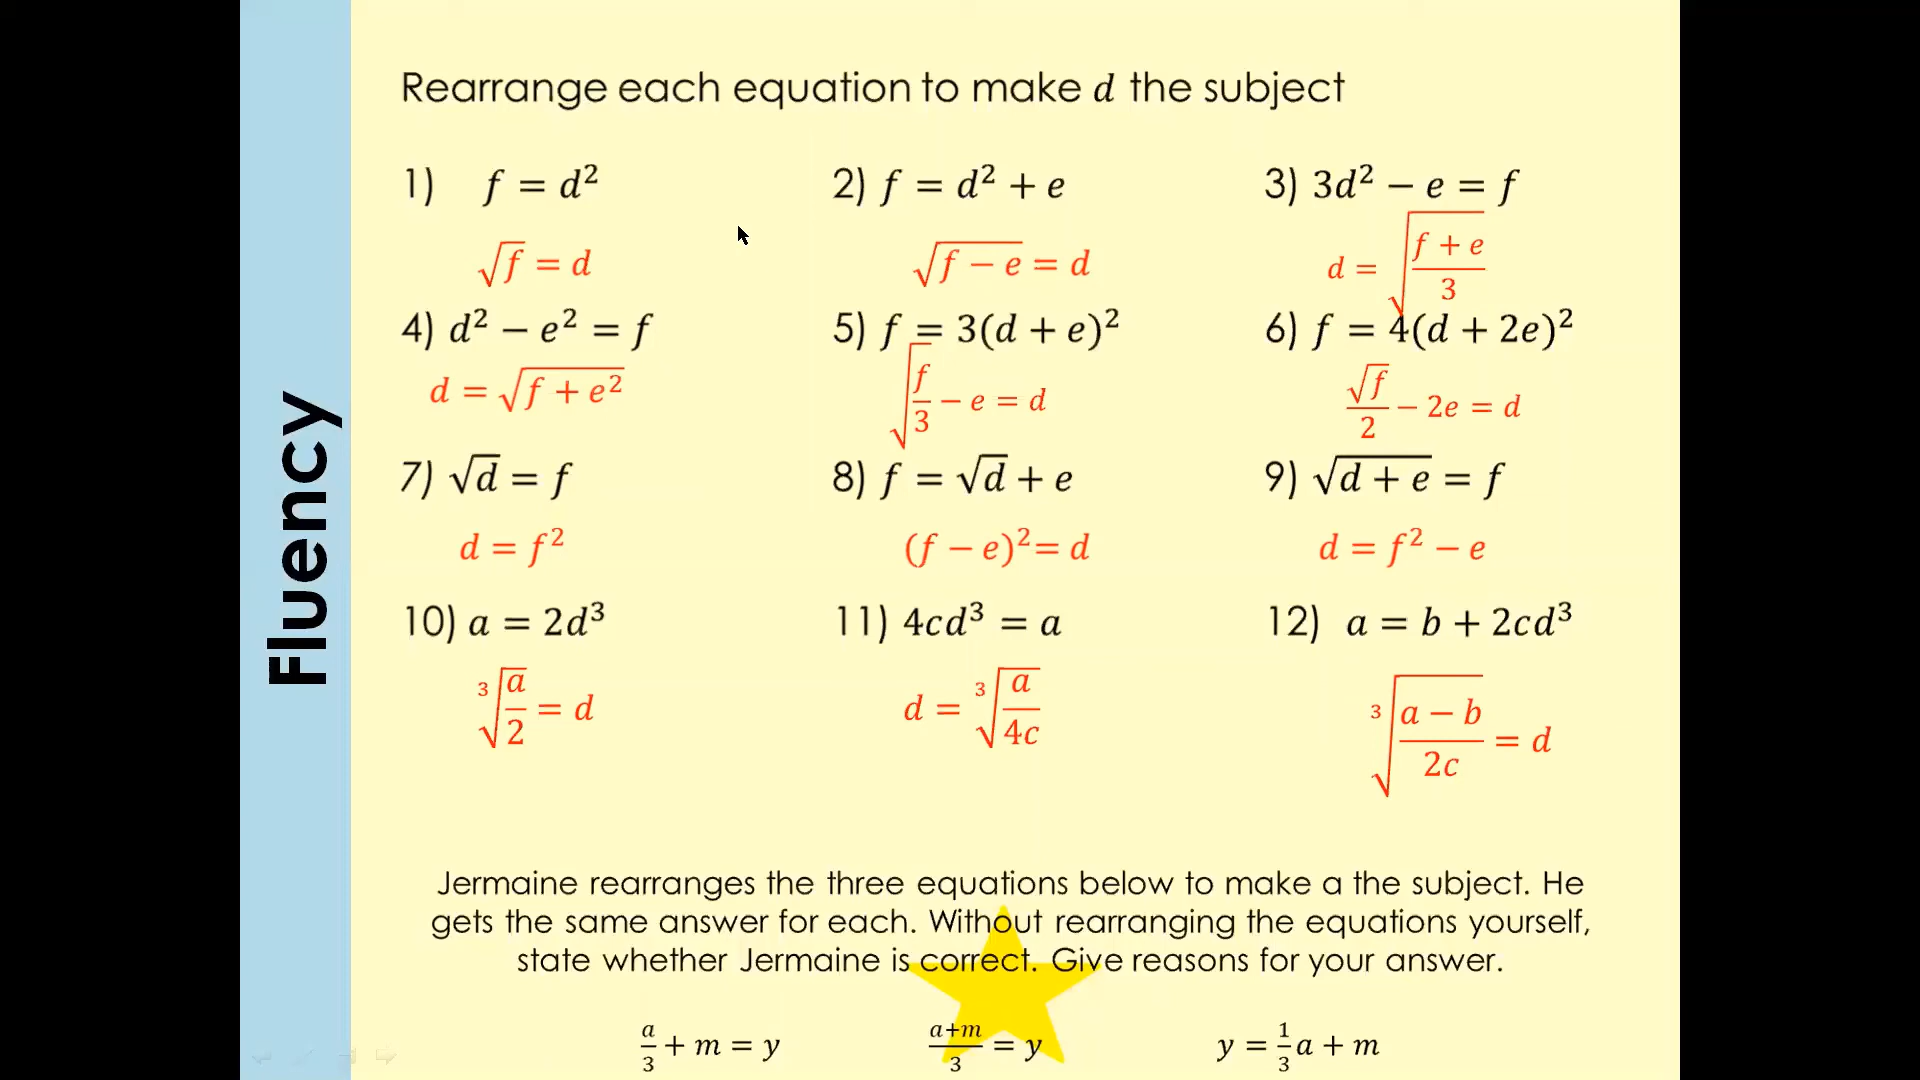 Fluency
Rearrange each equation to make d the subject
1) f = d² 2) f = d² + e 3) 3d² − e = f
√f = d √(f − e) = d d = √((f + e)/3)
4) d² − e² = f 5) f = 3(d + e)² 6) f = 4(d + 2e)²
d = √(f + e²) √(f/3) − e = d √f/2 − 2e = d
7) √d = f 8) f = √d + e 9) √(d + e) = f
d = f² (f − e)² = d d = f² − e
10) a = 2d³ 11) 4cd³ = a 12) a = b + 2cd³
∛(a/2) = d d = ∛(a/4c) ∛((a − b)/2c) = d
Jermaine rearranges the three equations below to make a the subject. He
gets the same answer for each. Without rearranging the equations yourself,
state whether Jermaine is correct. Give reasons for your answer.
a/3 + m = y (a+m)/3 = y y = 1/3 a + m